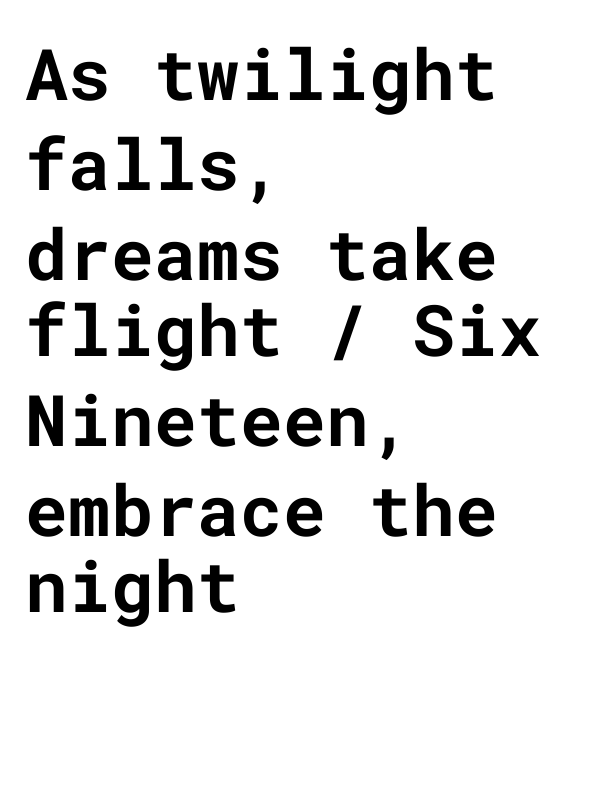 As twilight
falls,
dreams take
flight / Six
Nineteen,
embrace the
night